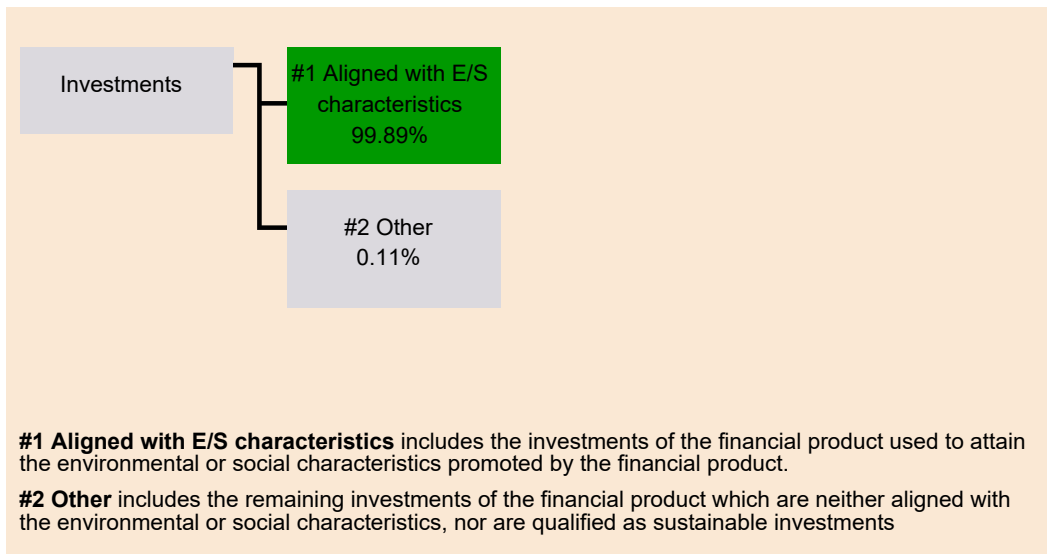 Investments
#1 Aligned with E/S
characteristics
99.89%
#2 Other
0.11%
#1 Aligned with E/S characteristics includes the investments of the financial product used to attain
the environmental or social characteristics promoted by the financial product.
#2 Other includes the remaining investments of the financial product which are neither aligned with
the environmental or social characteristics, nor are qualified as sustainable investments